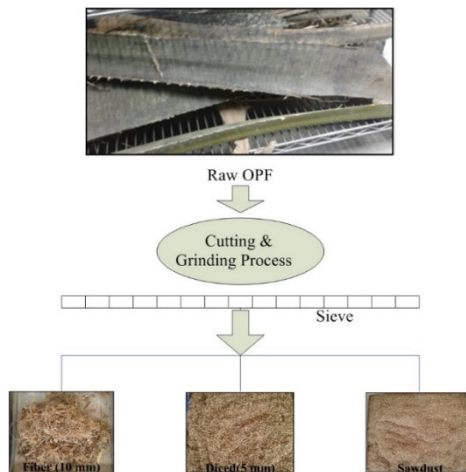 Raw OPF
Cutting &
Grinding Process
Sieve
Fiber (10 mm)
Diced(5 mm)
Sawdust